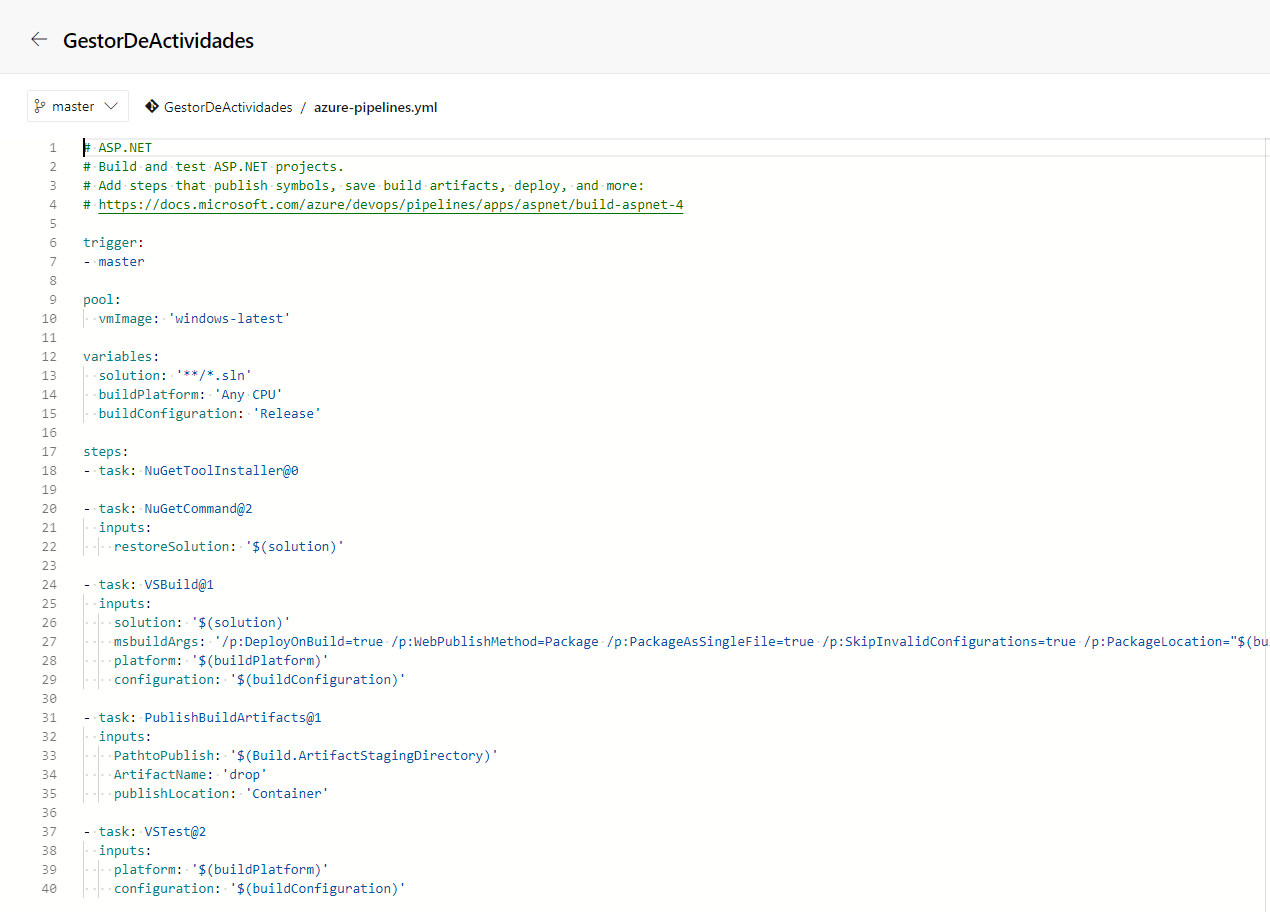 GestorDeActividades
master GestorDeActividades / azure-pipelines.yml
1 # ASP.NET
2 # Build and test ASP.NET projects.
3 # Add steps that publish symbols, save build artifacts, deploy, and more:
4 # https://docs.microsoft.com/azure/devops/pipelines/apps/aspnet/build-aspnet-4
5
6 trigger:
7 - master
8
9 pool:
10   vmImage: 'windows-latest'
11
12 variables:
13   solution: '**/*.sln'
14   buildPlatform: 'Any CPU'
15   buildConfiguration: 'Release'
16
17 steps:
18 - task: NuGetToolInstaller@0
19
20 - task: NuGetCommand@2
21   inputs:
22     restoreSolution: '$(solution)'
23
24 - task: VSBuild@1
25   inputs:
26     solution: '$(solution)'
27     msbuildArgs: '/p:DeployOnBuild=true /p:WebPublishMethod=Package /p:PackageAsSingleFile=true /p:SkipInvalidConfigurations=true /p:PackageLocation="$(bu
28     platform: '$(buildPlatform)'
29     configuration: '$(buildConfiguration)'
30
31 - task: PublishBuildArtifacts@1
32   inputs:
33     PathtoPublish: '$(Build.ArtifactStagingDirectory)'
34     ArtifactName: 'drop'
35     publishLocation: 'Container'
36
37 - task: VSTest@2
38   inputs:
39     platform: '$(buildPlatform)'
40     configuration: '$(buildConfiguration)'